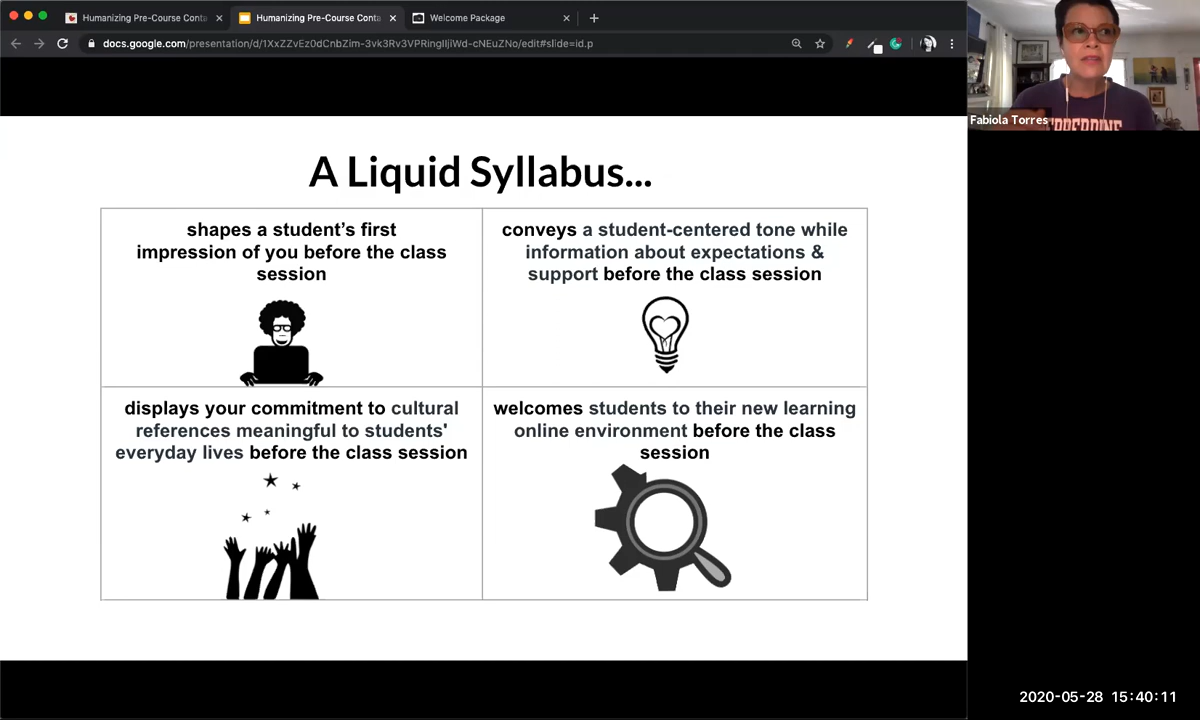 Humanizing Pre-Course Conta
Humanizing Pre-Course Conta
Welcome Package
docs.google.com/presentation/d/1XxZZvEz0dCnbZim-3vk3Rv3VPRingIIjiWd-cNEuZNo/edit#slide=id.p
Fabiola Torres
A Liquid Syllabus...
shapes a student’s first
impression of you before the class
session
conveys a student-centered tone while
information about expectations &
support before the class session
displays your commitment to cultural
references meaningful to students'
everyday lives before the class session
welcomes students to their new learning
online environment before the class
session
2020-05-28 15:40:11